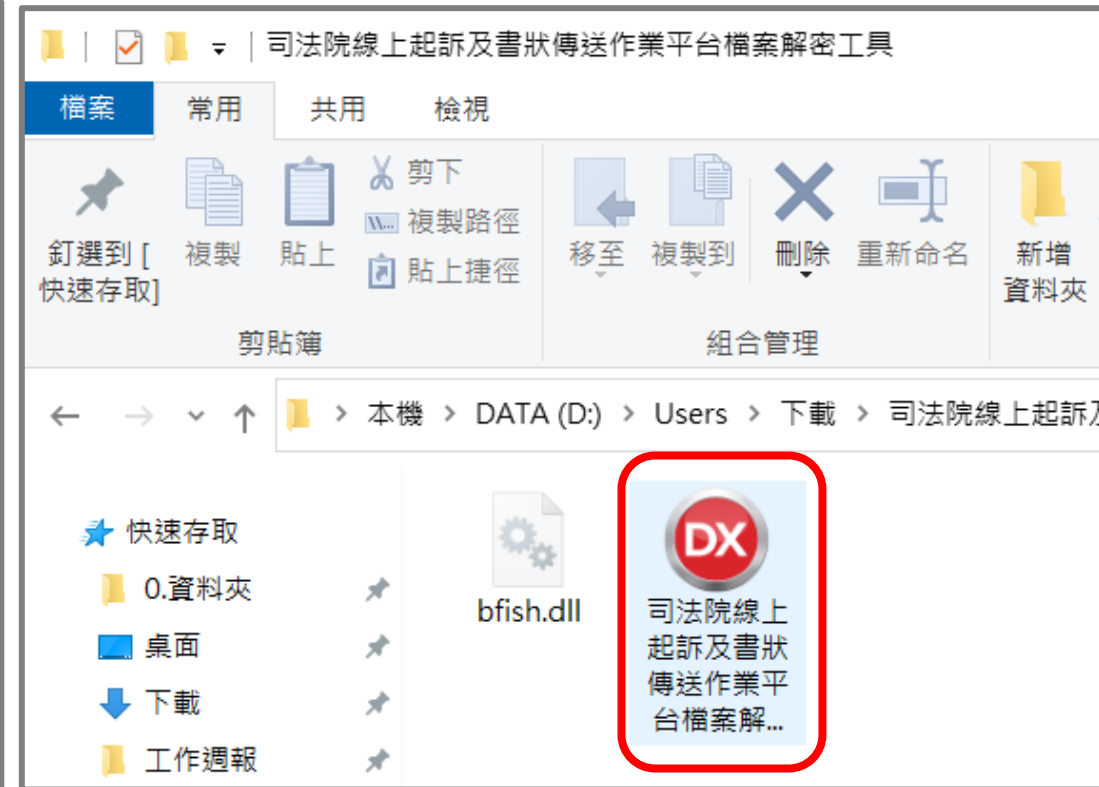 司法院線上起訴及書狀傳送作業平台檔案解密工具
檔案 常用 共用 檢視
釘選到 [
快速存取]
複製
貼上
剪下
複製路徑
貼上捷徑
剪貼簿
移至
複製到
刪除
重新命名
組合管理
新增
資料夾
本機 > DATA (D:) > Users > 下載 > 司法院線上起訴
快速存取
0.資料夾
桌面
下載
工作週報
bfish.dll
DX
司法院線上
起訴及書狀
傳送作業平
台檔案解...